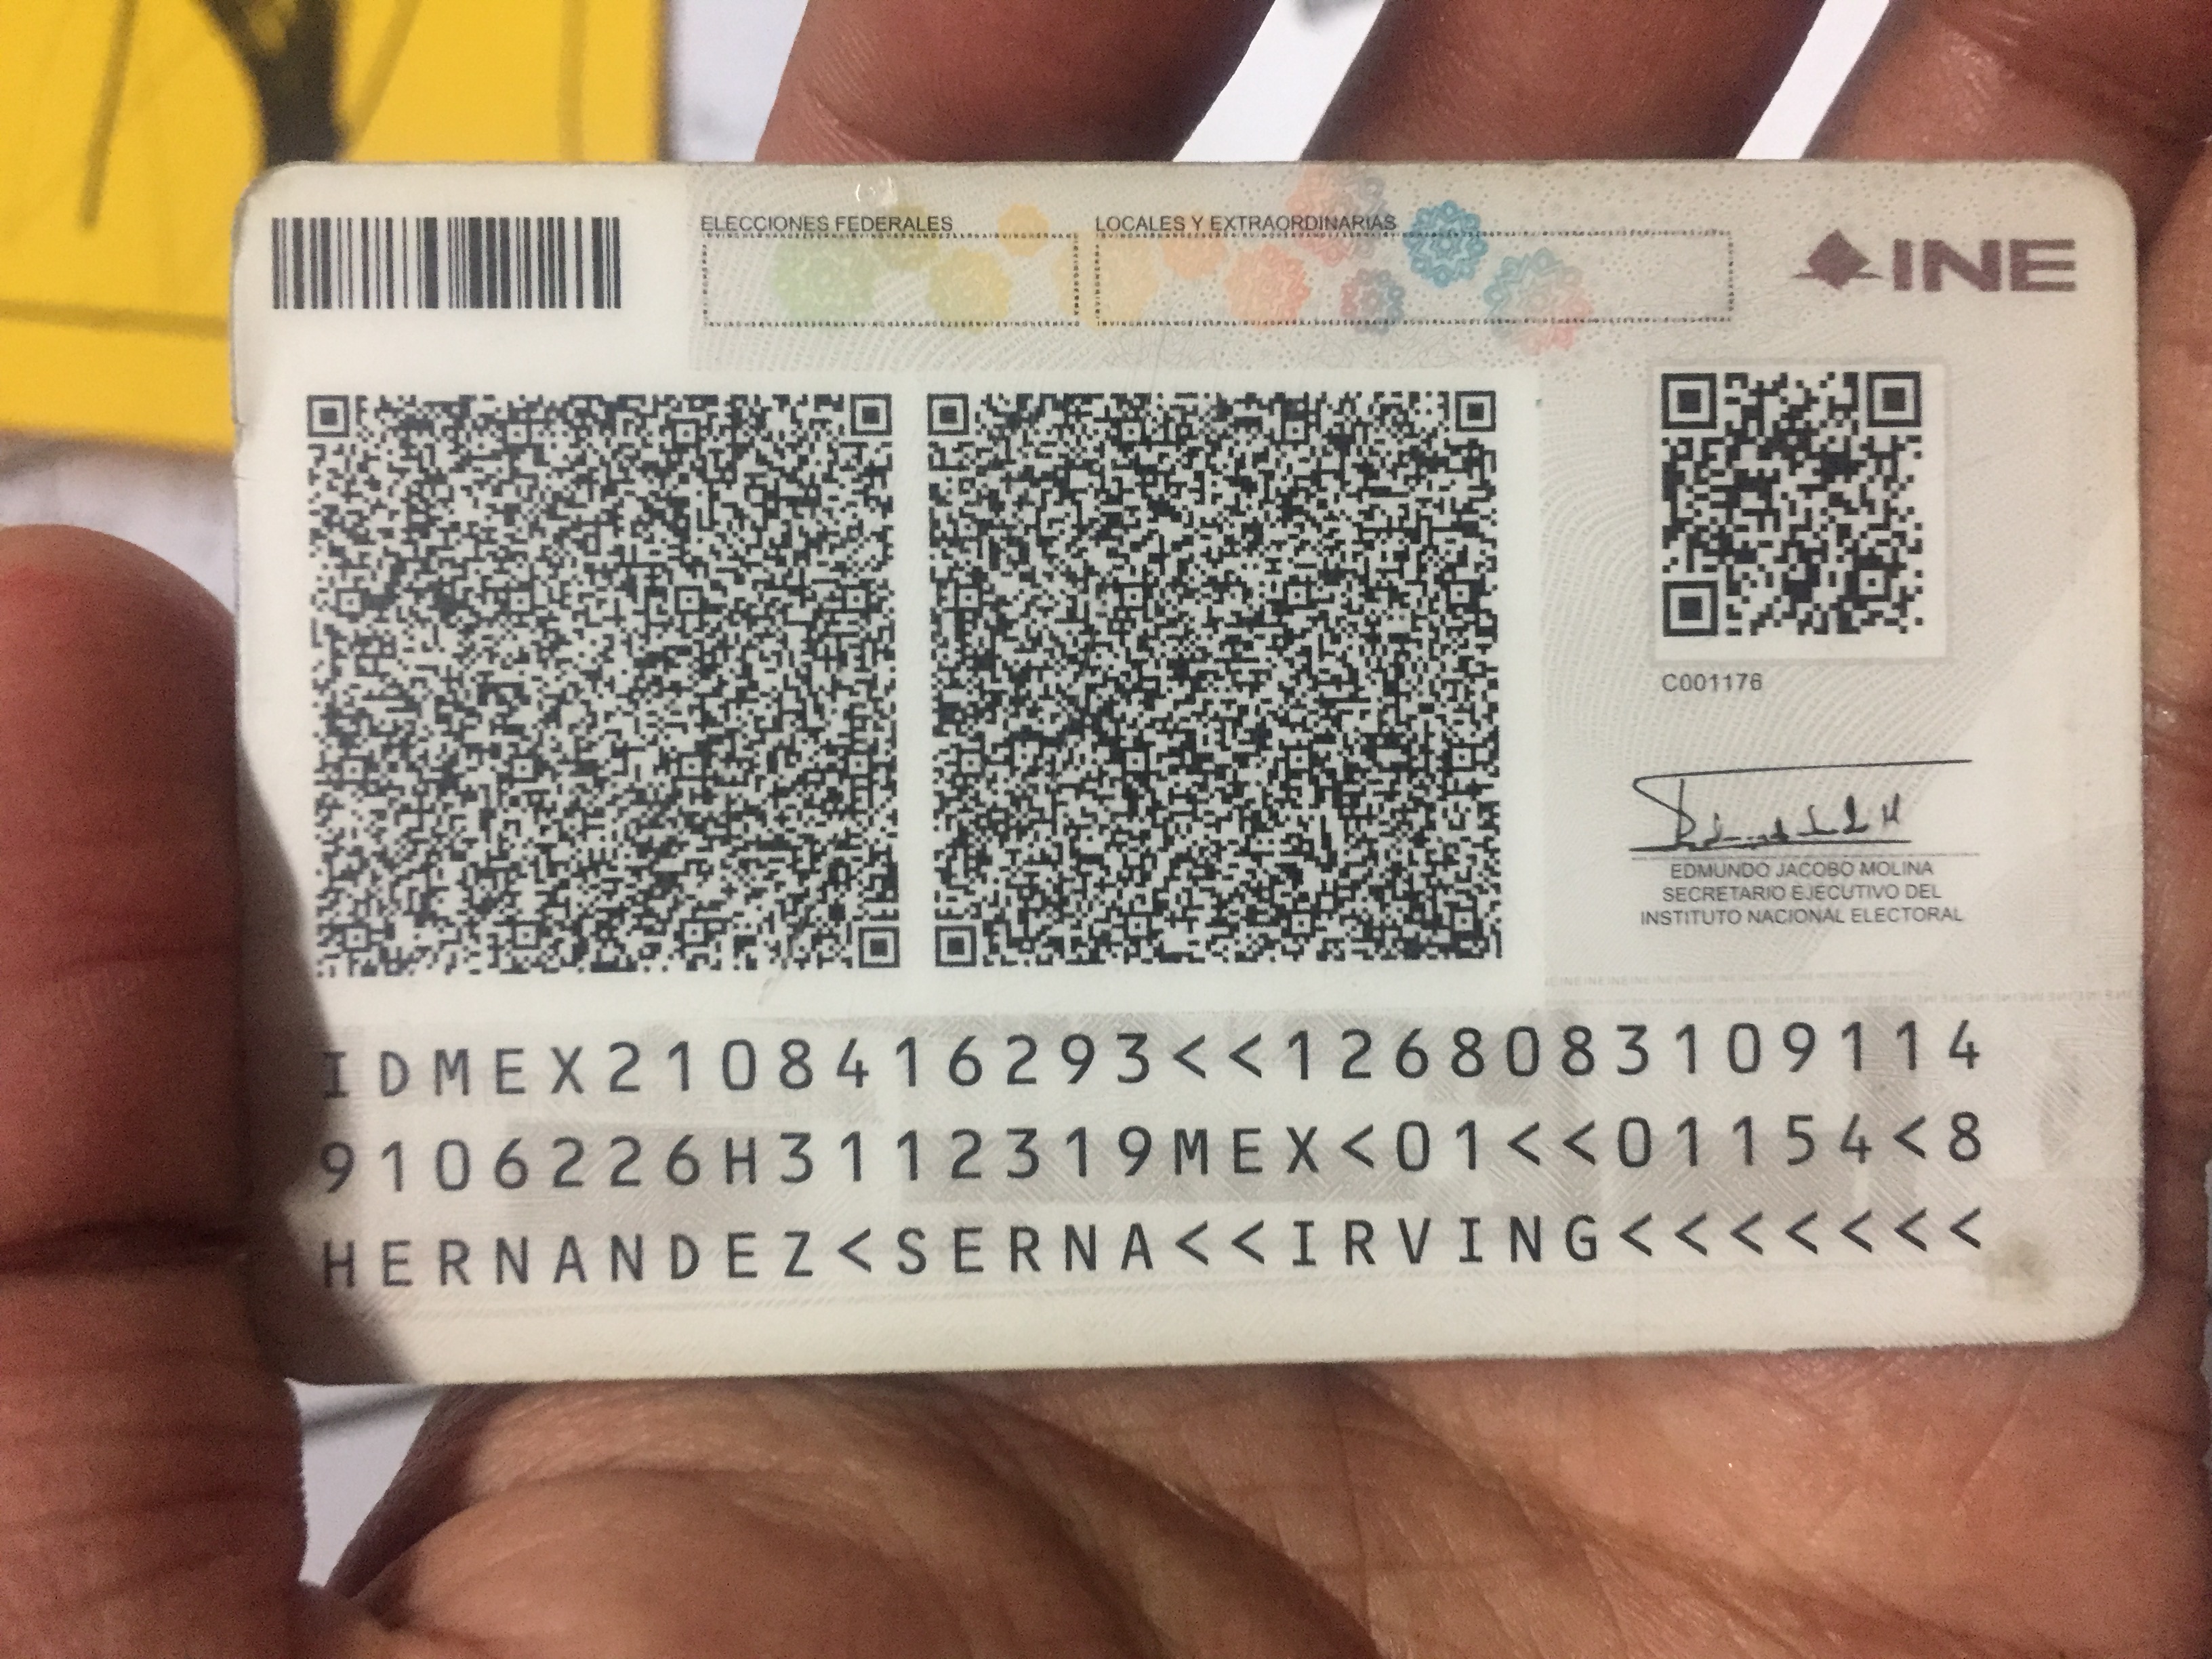 ELECCIONES FEDERALES
LOCALES Y EXTRAORDINARIAS
INE
C001176
EDMUNDO JACOBO MOLINA
SECRETARIO EJECUTIVO DEL
INSTITUTO NACIONAL ELECTORAL
IDMEX2108416293<<1268083109114
9106226H3112319MEX<01<<01154<8
HERNANDEZ<SERNA<<IRVING<<<<<<<